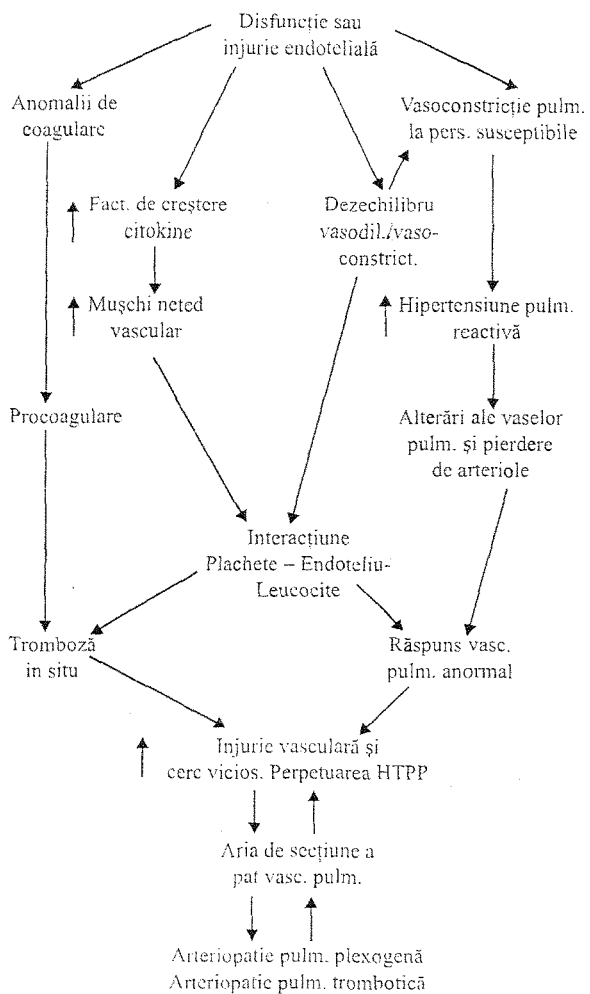 Disfuncție sau
injurie endotelială
Anomalii de
coagulare
Vasoconstricție pulm.
la pers. susceptibile
Fact. de creștere
citokine
Dezechilibru
vasodil./vaso-
constrict.
Mușchi neted
vascular
Hipertensiune pulm.
reactivă
Procoagulare
Alterări ale vaselor
pulm. și pierdere
de arteriole
Interacțiune
Plachete – Endoteliu-
Leucocite
Tromboză
in situ
Răspuns vasc.
pulm. anormal
Injurie vasculară și
cerc vicios. Perpetuarea HTPP
Aria de secțiune a
pat vasc. pulm.
Arteriopatie pulm. plexogenă
Arteriopatie pulm. trombotică